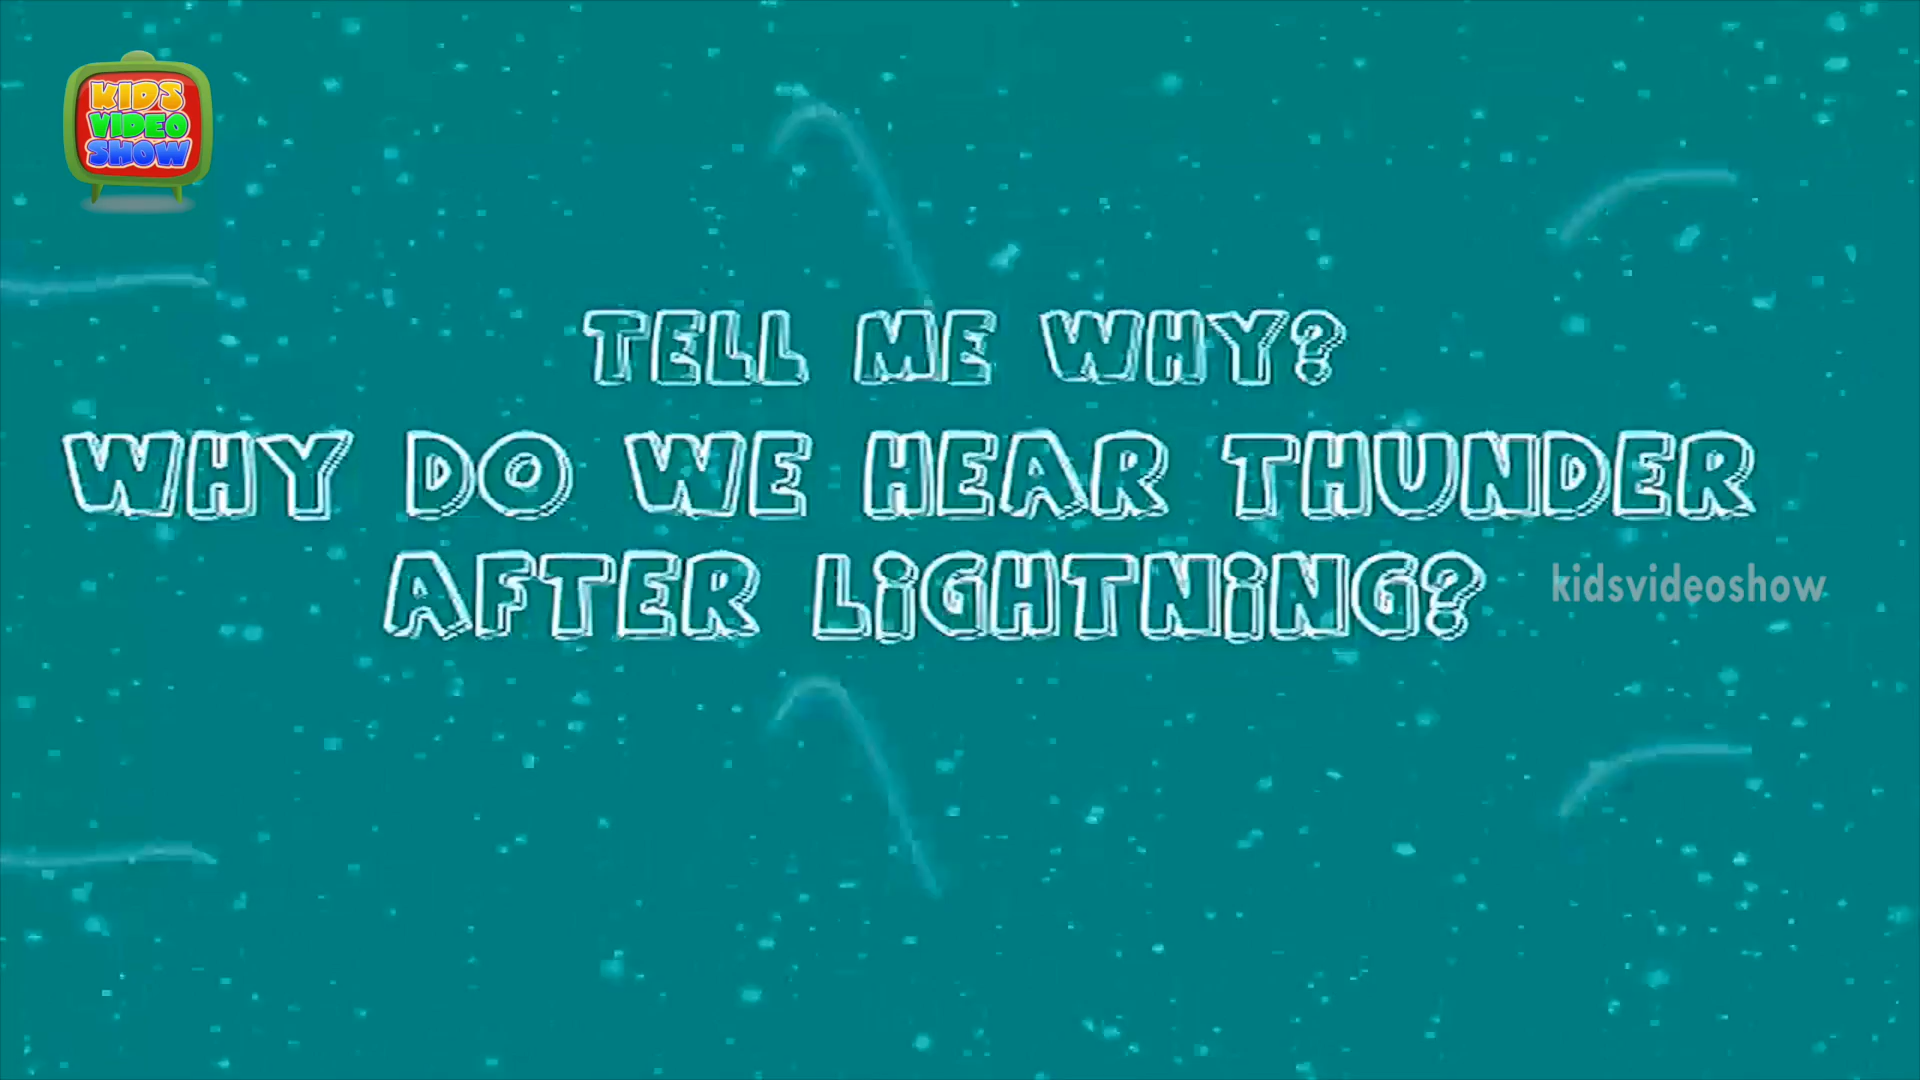 KIDS
VIDEO
SHOW
TELL ME WHY?
WHY DO WE HEAR THUNDER
AFTER LiGHTNiNG?
kidsvideoshow